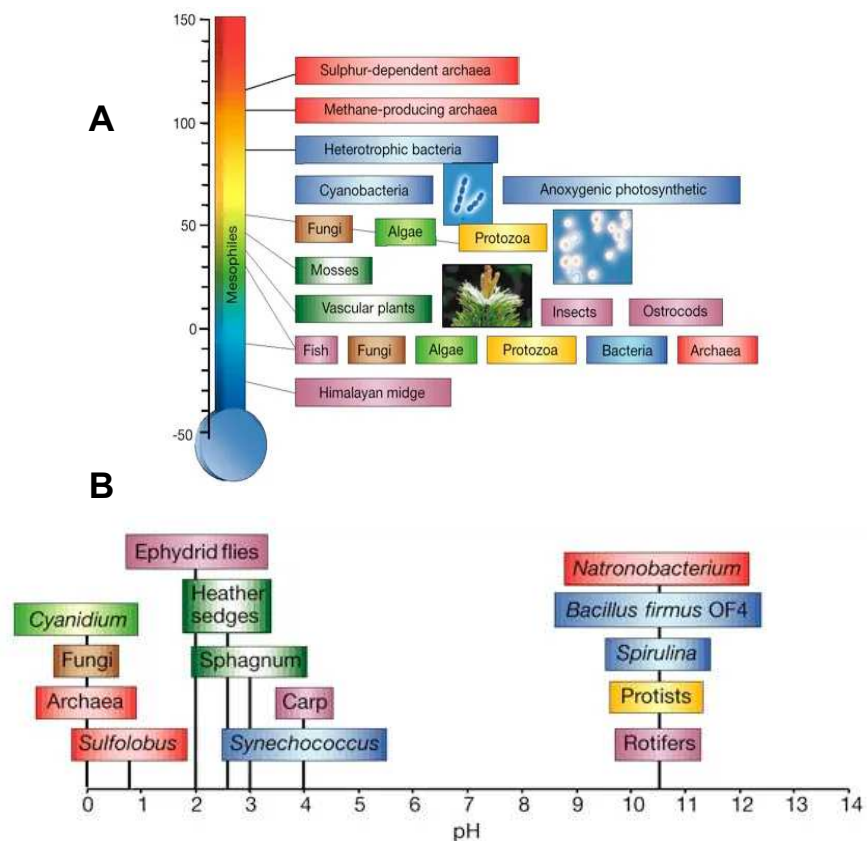 A
150
100
50
0
-50
Mesophiles
Sulphur-dependent archaea
Methane-producing archaea
Heterotrophic bacteria
Cyanobacteria
Anoxygenic photosynthetic
Fungi
Algae
Protozoa
Mosses
Vascular plants
Insects
Ostrocods
Fish
Fungi
Algae
Protozoa
Bacteria
Archaea
Himalayan midge
B
Ephydrid flies
Heather
sedges
Cyanidium
Fungi
Sphagnum
Archaea
Carp
Sulfolobus
Synechococcus
Natronobacterium
Bacillus firmus OF4
Spirulina
Protists
Rotifers
0 1 2 3 4 5 6 7 8 9 10 11 12 13 14
pH